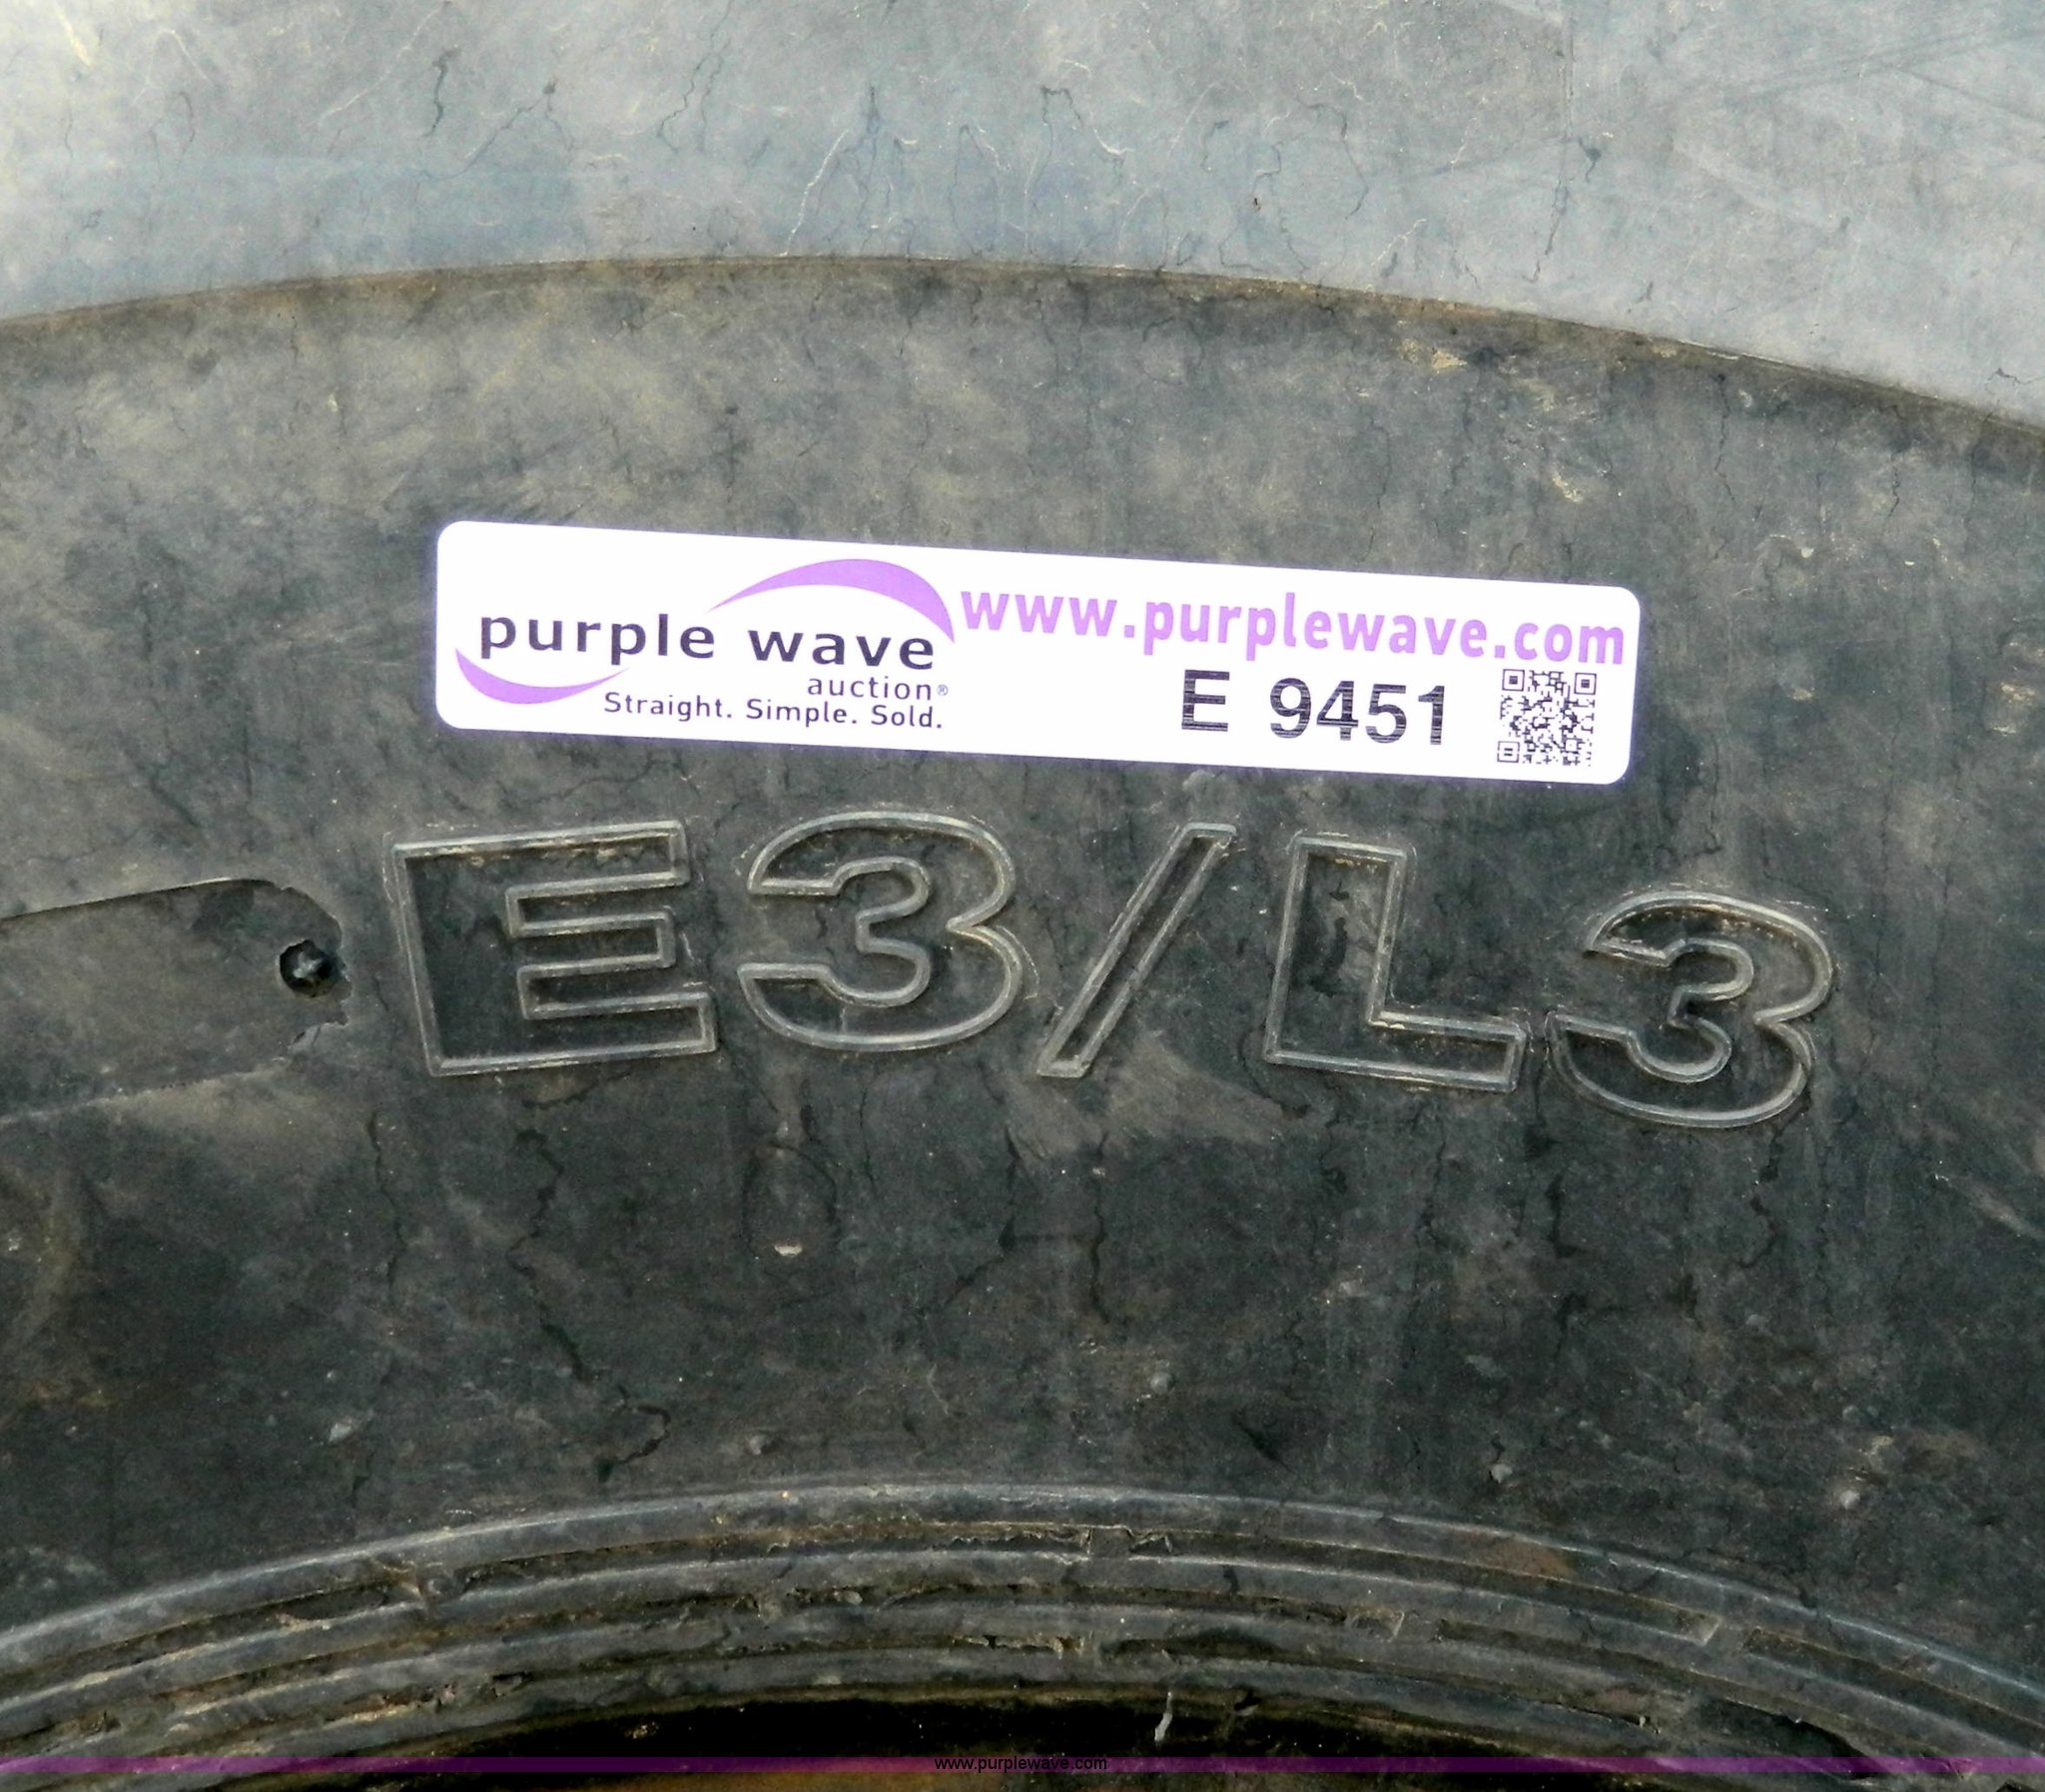 purple wave
auction®
Straight. Simple. Sold.
www.purplewave.com
E 9451
E3/L3
www.purplewave.com